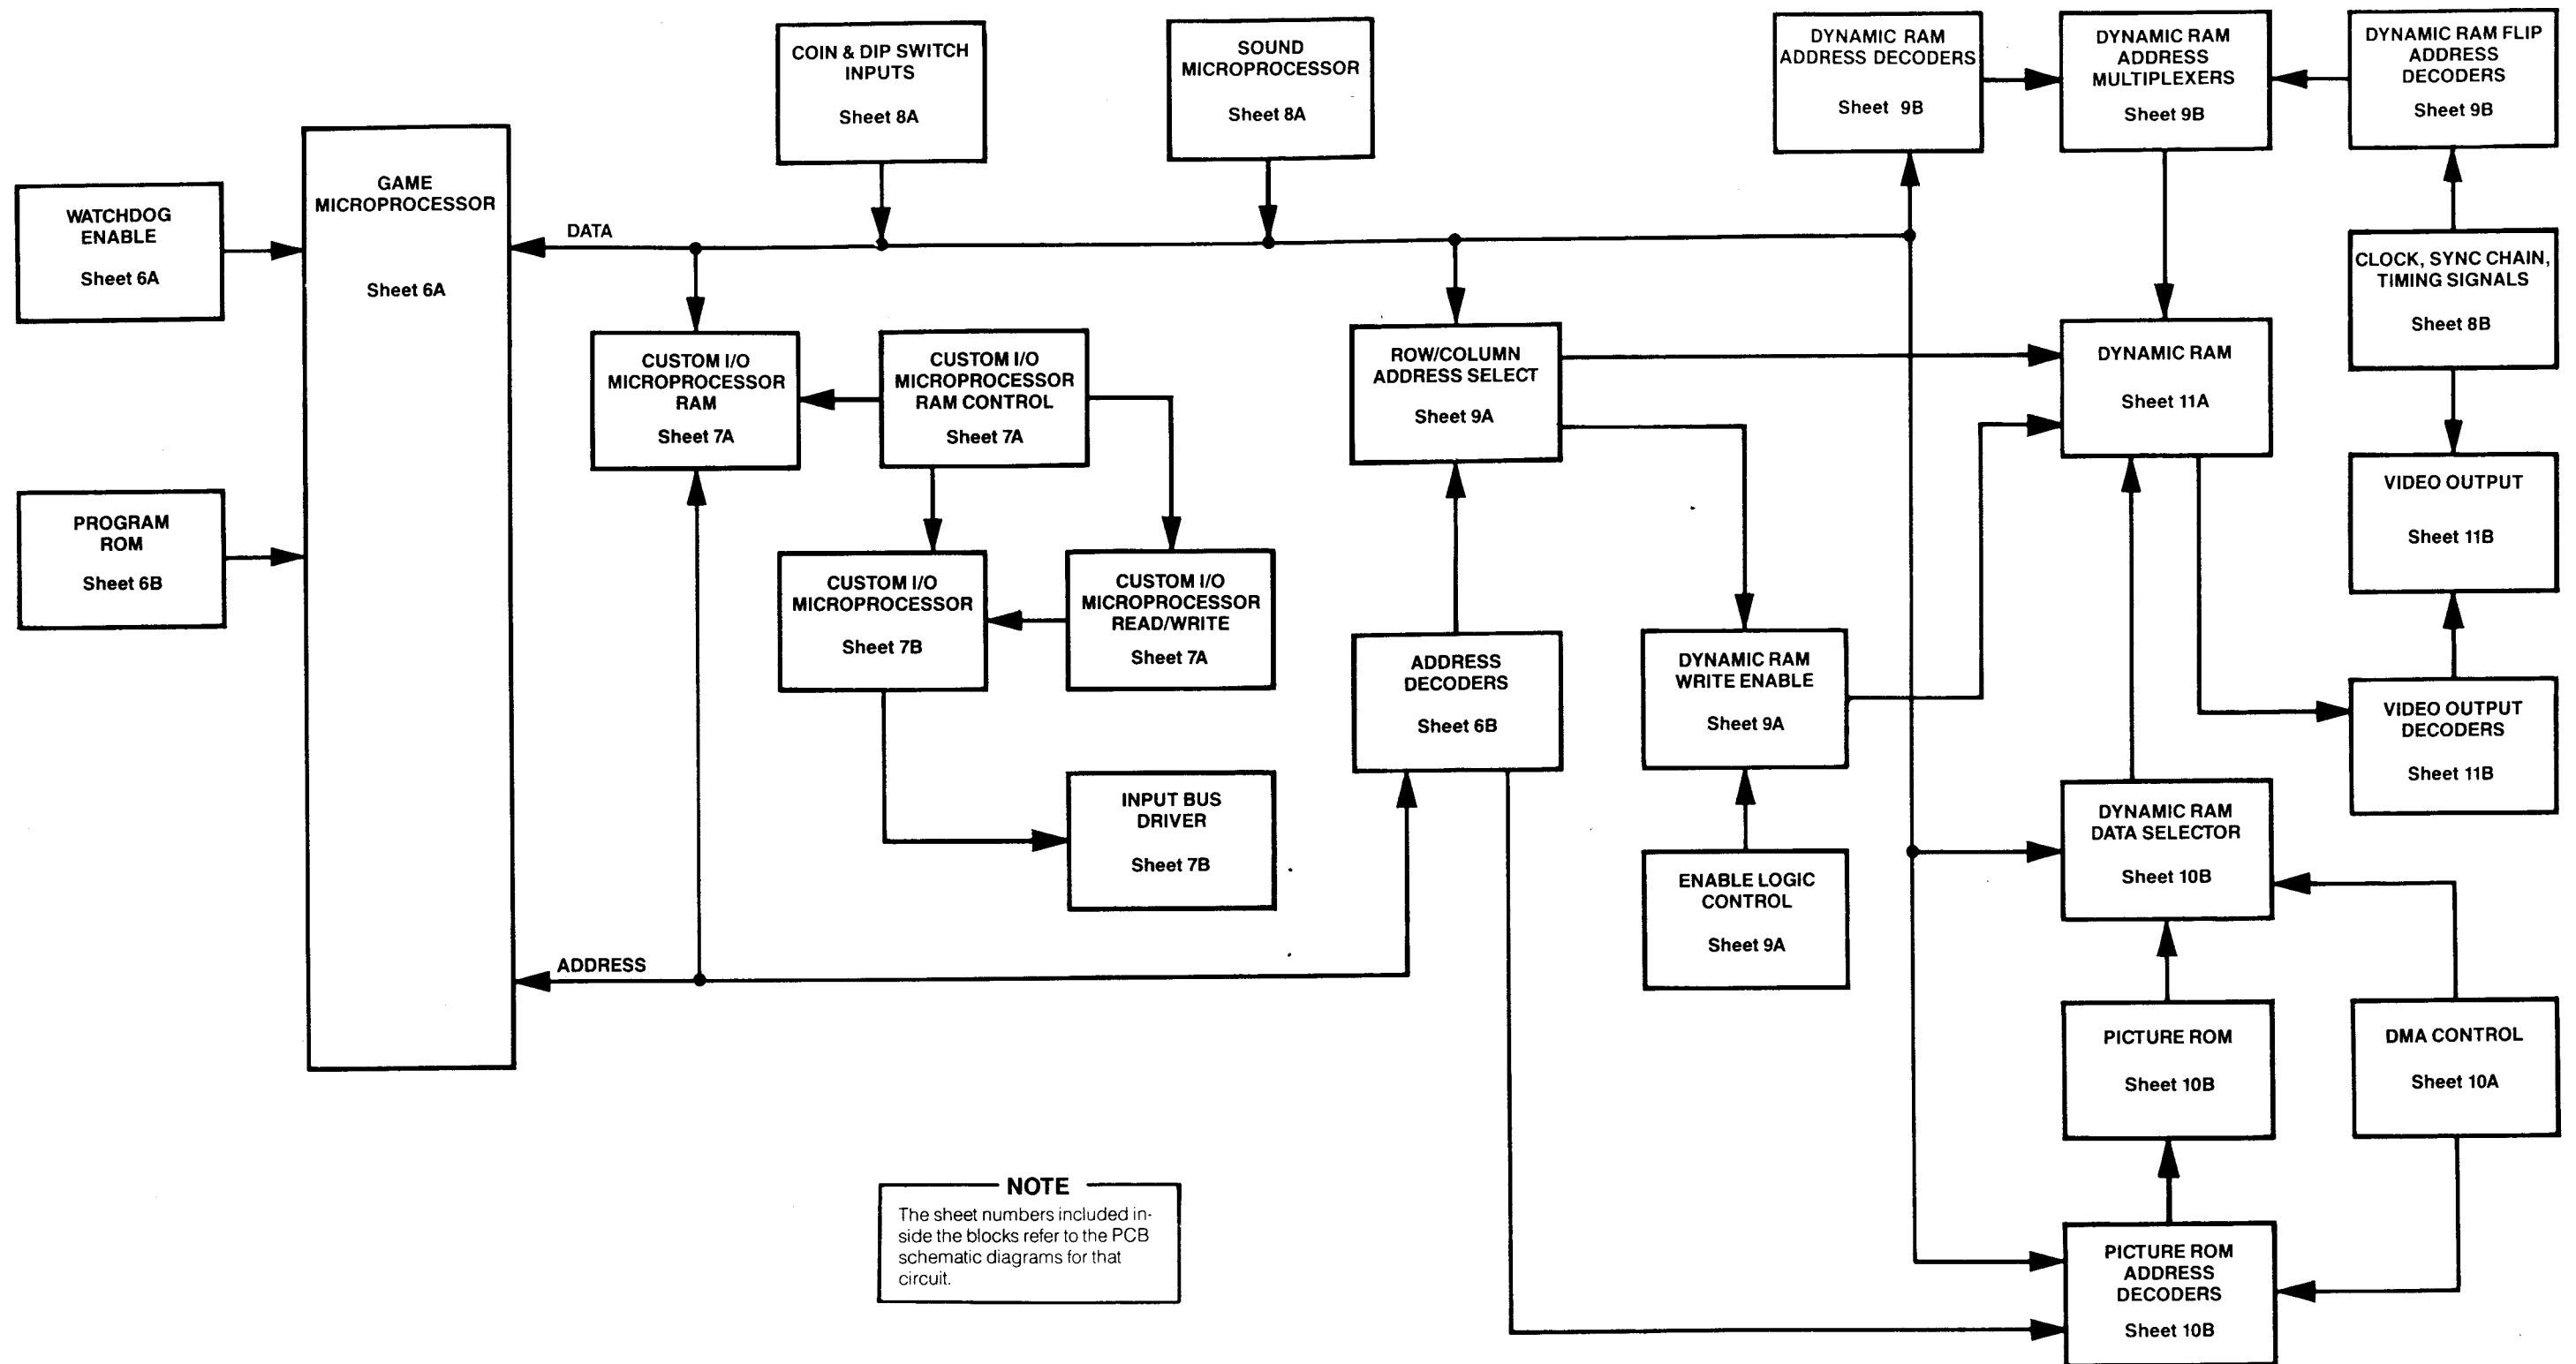 COIN & DIP SWITCH
INPUTS
Sheet 8A
SOUND
MICROPROCESSOR
Sheet 8A
DYNAMIC RAM
ADDRESS DECODERS
Sheet 9B
DYNAMIC RAM
ADDRESS
MULTIPLEXERS
Sheet 9B
DYNAMIC RAM FLIP
ADDRESS
DECODERS
Sheet 9B
WATCHDOG
ENABLE
Sheet 6A
GAME
MICROPROCESSOR
Sheet 6A
DATA
CLOCK, SYNC CHAIN,
TIMING SIGNALS
Sheet 8B
CUSTOM I/O
MICROPROCESSOR
RAM
Sheet 7A
CUSTOM I/O
MICROPROCESSOR
RAM CONTROL
Sheet 7A
ROW/COLUMN
ADDRESS SELECT
Sheet 9A
DYNAMIC RAM
Sheet 11A
VIDEO OUTPUT
Sheet 11B
PROGRAM
ROM
Sheet 6B
CUSTOM I/O
MICROPROCESSOR
Sheet 7B
CUSTOM I/O
MICROPROCESSOR
READ/WRITE
Sheet 7A
ADDRESS
DECODERS
Sheet 6B
DYNAMIC RAM
WRITE ENABLE
Sheet 9A
VIDEO OUTPUT
DECODERS
Sheet 11B
INPUT BUS
DRIVER
Sheet 7B
ENABLE LOGIC
CONTROL
Sheet 9A
DYNAMIC RAM
DATA SELECTOR
Sheet 10B
ADDRESS
PICTURE ROM
Sheet 10B
DMA CONTROL
Sheet 10A
NOTE
The sheet numbers included in-
side the blocks refer to the PCB
schematic diagrams for that
circuit.
PICTURE ROM
ADDRESS
DECODERS
Sheet 10B